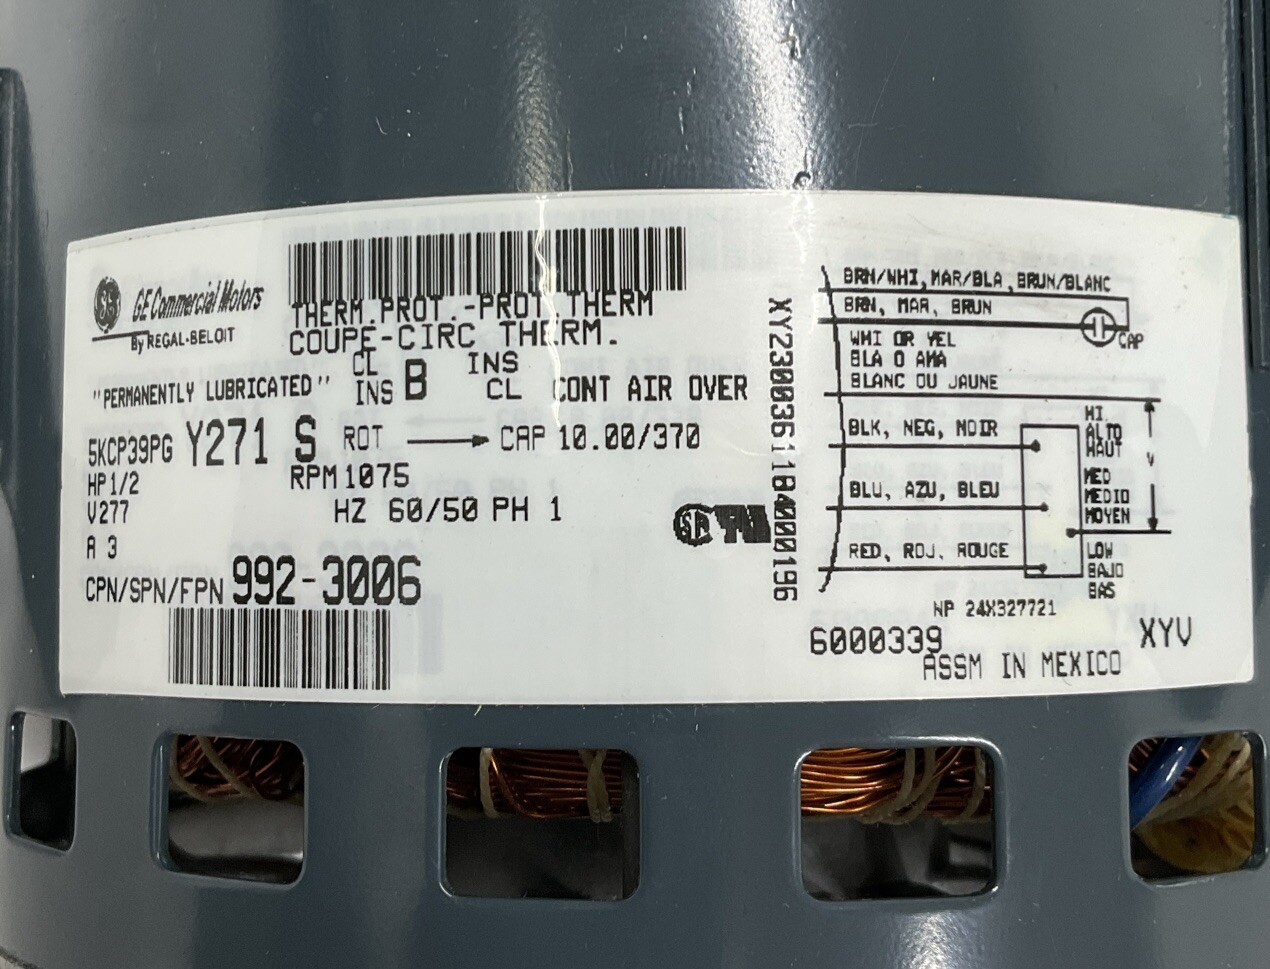 GE Commercial Motors
By REGAL-BELOIT
THERM.PROT.-PROT.THERM
COUPE-CIRC THERM.
"PERMANENTLY LUBRICATED"
CL
INS B
INS
CL CONT AIR OVER
5KCP39PG Y271 S ROT CAP 10.00/370
HP 1/2 RPM 1075
V277 HZ 60/50 PH 1
A 3
CPN/SPN/FPN 992-3006
XY2300361184000196
BRN/WHI, MAR/BLA, BRUN/BLANC
BRN, MAR, BRUN
CAP
WHI OR YEL
BLA O AMA
BLANC OU JAUNE
BLK, NEG, NOIR
HI
ALTO
HAUT
V
BLU, AZU, BLEU
MED
MEDIO
MOYEN
RED, ROJ. ROUGE
LOW
BAJO
BAS
NP 24X327721
6000339 XYV
ASSM IN MEXICO